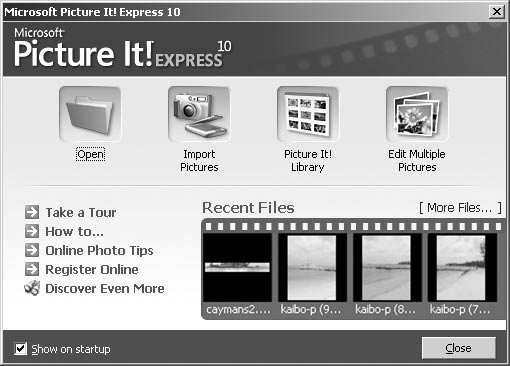 Microsoft Picture It! Express 10
Microsoft
Picture It! EXPRESS 10
Open
Import
Pictures
Picture It!
Library
Edit Multiple
Pictures
Take a Tour
How to...
Online Photo Tips
Register Online
Discover Even More
Recent Files
[ More Files... ]
caymans2....
kaibo-p (9...
kaibo-p (8...
kaibo-p (7...
Show on startup
Close